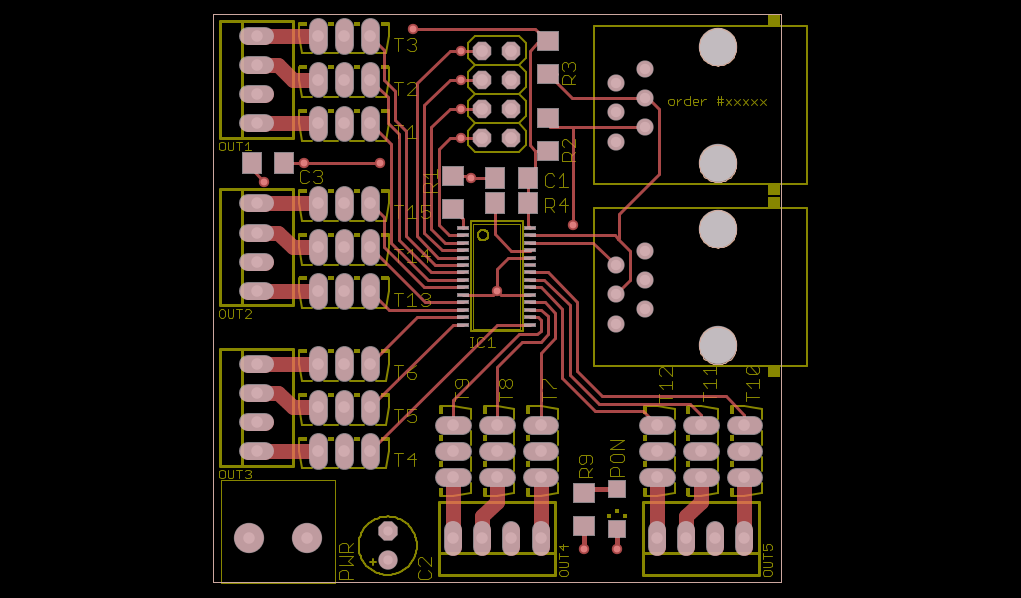 T3
T2
T1
OUT1
C3
R3
order #xxxxx
R2
R1
C1
R4
T15
T14
T13
OUT2
IC1
T6
T5
T4
OUT3
T9
T8
T7
T12
T11
T10
R9
PON
PWR
+
C2
OUT4
OUT5